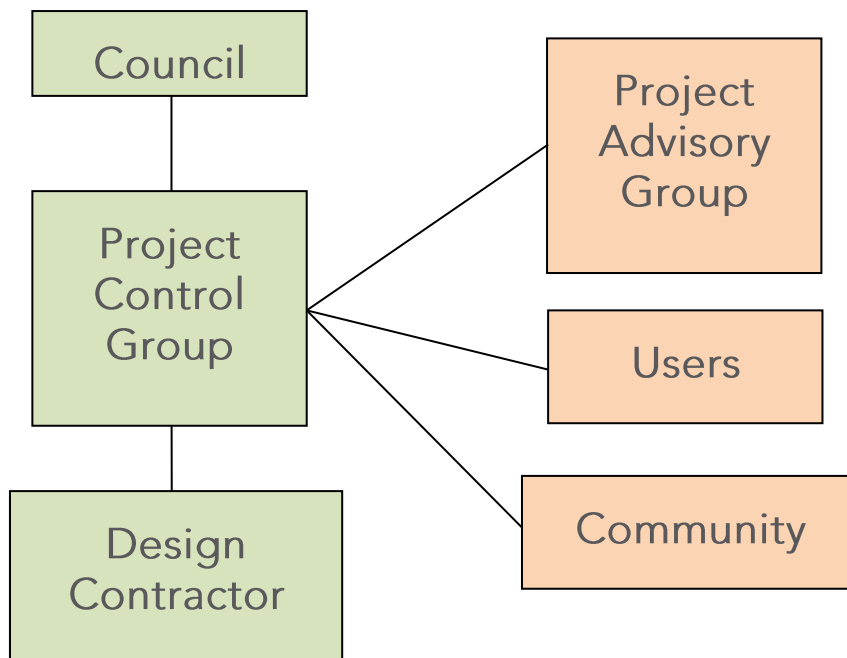 Council
Project
Control
Group
Design
Contractor
Project
Advisory
Group
Users
Community